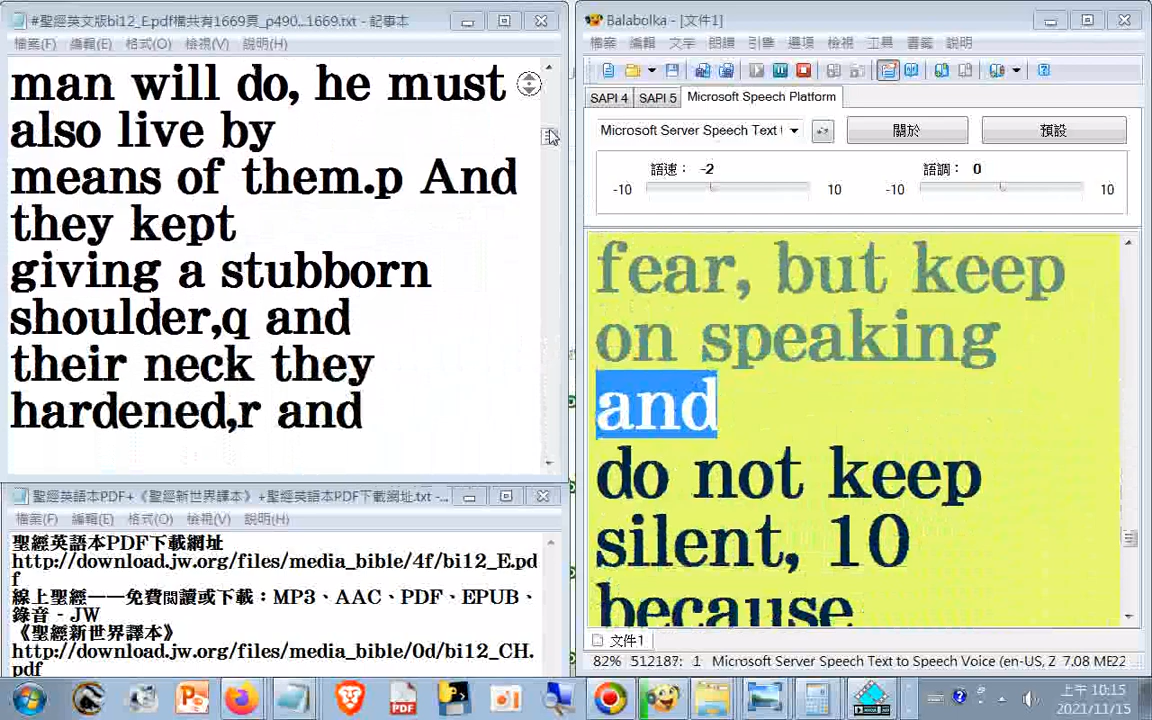 #聖經英文版bi12_Epdf檔共有1669頁_p490...1669.txt - 記事本
檔案(F) 編輯(E) 格式(O) 檢視(V) 說明(H)
man will do, he must
also live by
means of them.p And
they kept
giving a stubborn
shoulder,q and
their neck they
hardened,r and
聖經英語本PDF+《聖經新世界譯本》+聖經英語本PDF下載網址.txt -...
檔案(F) 編輯(E) 格式(O) 檢視(V) 說明(H)
聖經英語本PDF下載網址
http://download.jw.org/files/media_bible/4f/bi12_E.pd
f
線上聖經——免費閱讀或下載：MP3、AAC、PDF、EPUB、
錄音 - JW
《聖經新世界譯本》
http://download.jw.org/files/media_bible/0d/bi12_CH.
pdf
Balabolka - [文件1]
檔案 編輯 文字 朗讀 引擎 選項 檢視 工具 書籤 說明
SAPI 4 SAPI 5 Microsoft Speech Platform
Microsoft Server Speech Text 關於 預設
語速： -2 語調： 0
-10 10 -10 10
fear, but keep
on speaking
and
do not keep
silent, 10
because
文件1
82% 512187: 1 Microsoft Server Speech Text to Speech Voice (en-US, Z 7.08 ME22
上午 10:15
2021/11/15